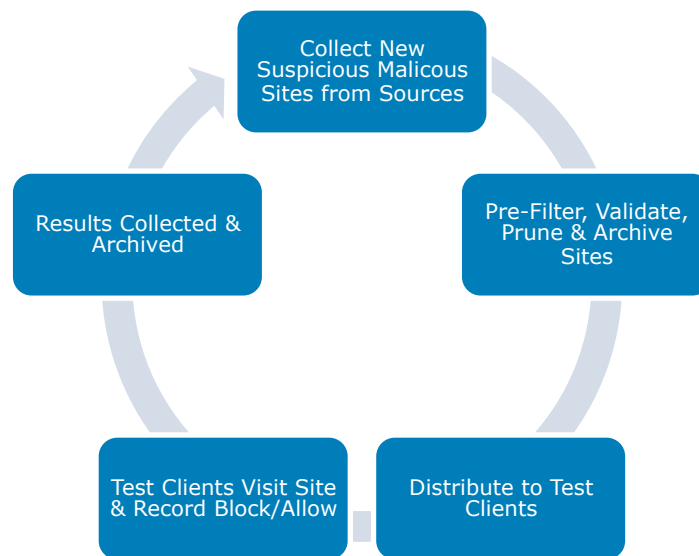 Collect New
Suspicious Malicous
Sites from Sources
Pre-Filter, Validate,
Prune & Archive
Sites
Distribute to Test
Clients
Test Clients Visit Site
& Record Block/Allow
Results Collected &
Archived